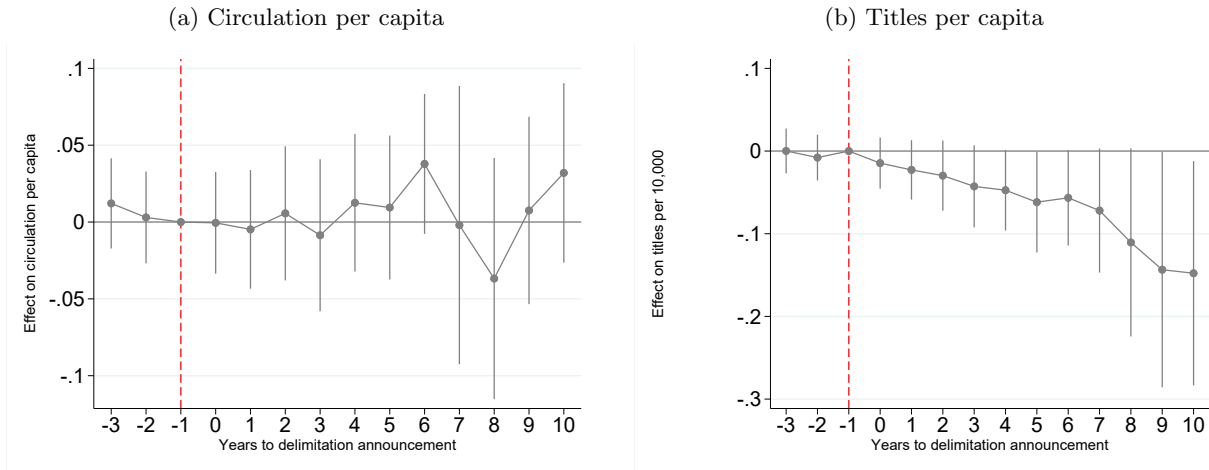 (a) Circulation per capita
Effect on circulation per capita
.1
.05
0
-.05
-.1
-3 -2 -1 0 1 2 3 4 5 6 7 8 9 10
Years to delimitation announcement
(b) Titles per capita
Effect on titles per 10,000
.1
0
-.1
-.2
-.3
-3 -2 -1 0 1 2 3 4 5 6 7 8 9 10
Years to delimitation announcement